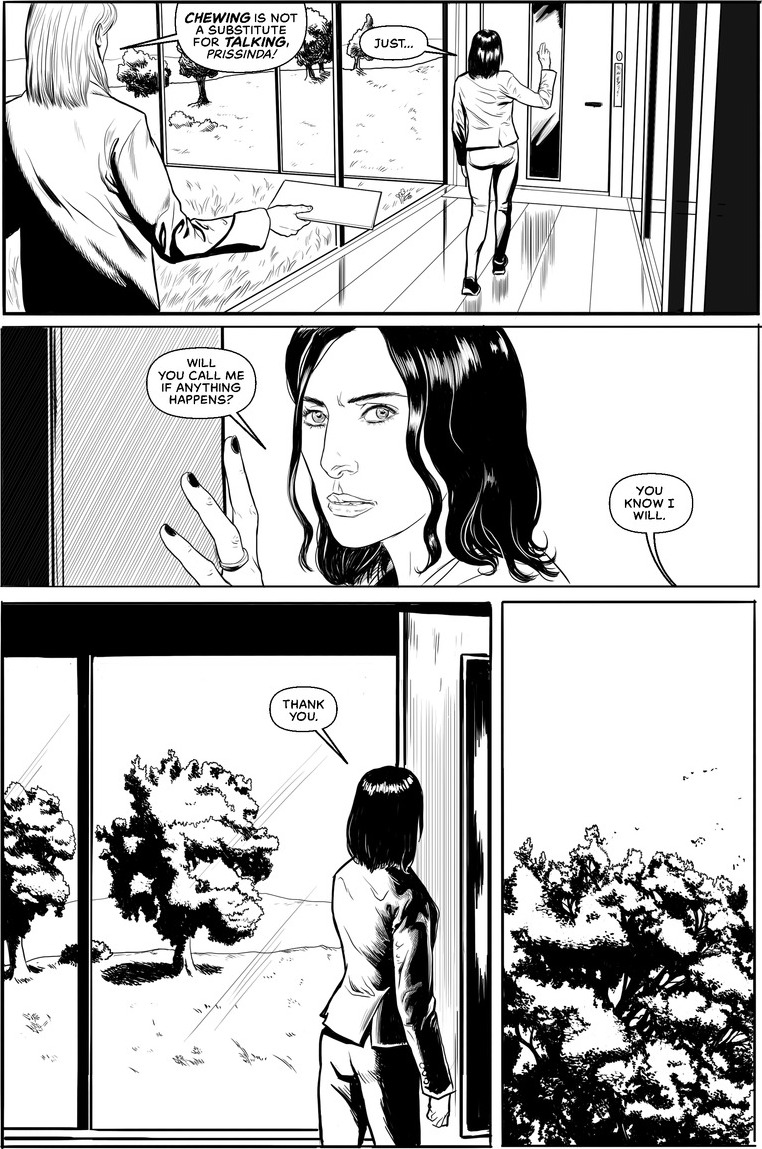 CHEWING IS NOT
A SUBSTITUTE
FOR TALKING,
PRISSINDA!
JUST...
WILL
YOU CALL ME
IF ANYTHING
HAPPENS?
YOU
KNOW I
WILL.
THANK
YOU.